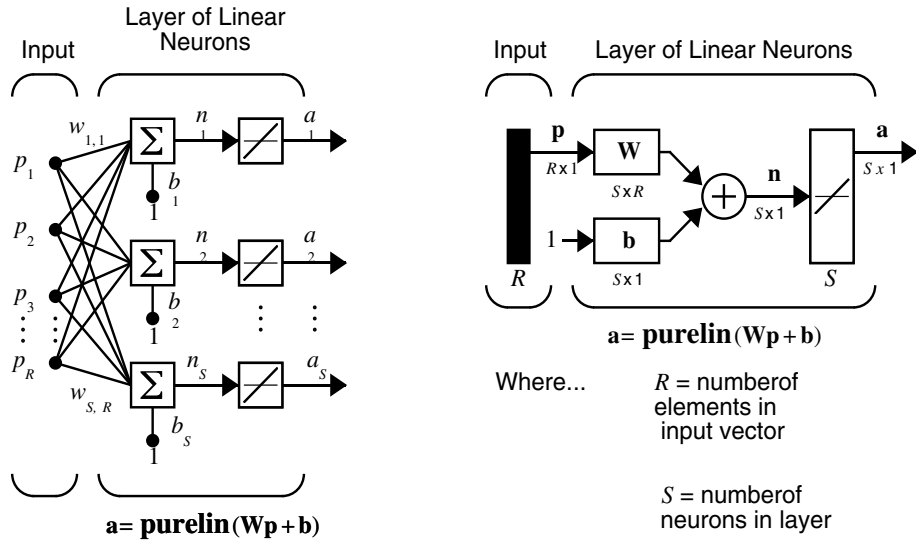 Layer of Linear
Neurons
Input
w1,1
n1
a1
p1
Σ
b1
1
p2
n2
a2
Σ
p3
b2
1
pR
nS
aS
Σ
wS, R
bS
1
a= purelin(Wp+b)
Input
Layer of Linear Neurons
p
R x 1
W
S x R
a
S x 1
n
S x 1
+
1
b
S x 1
R
S
a= purelin(Wp+b)
Where...
R = numberof
elements in
input vector
S = numberof
neurons in layer